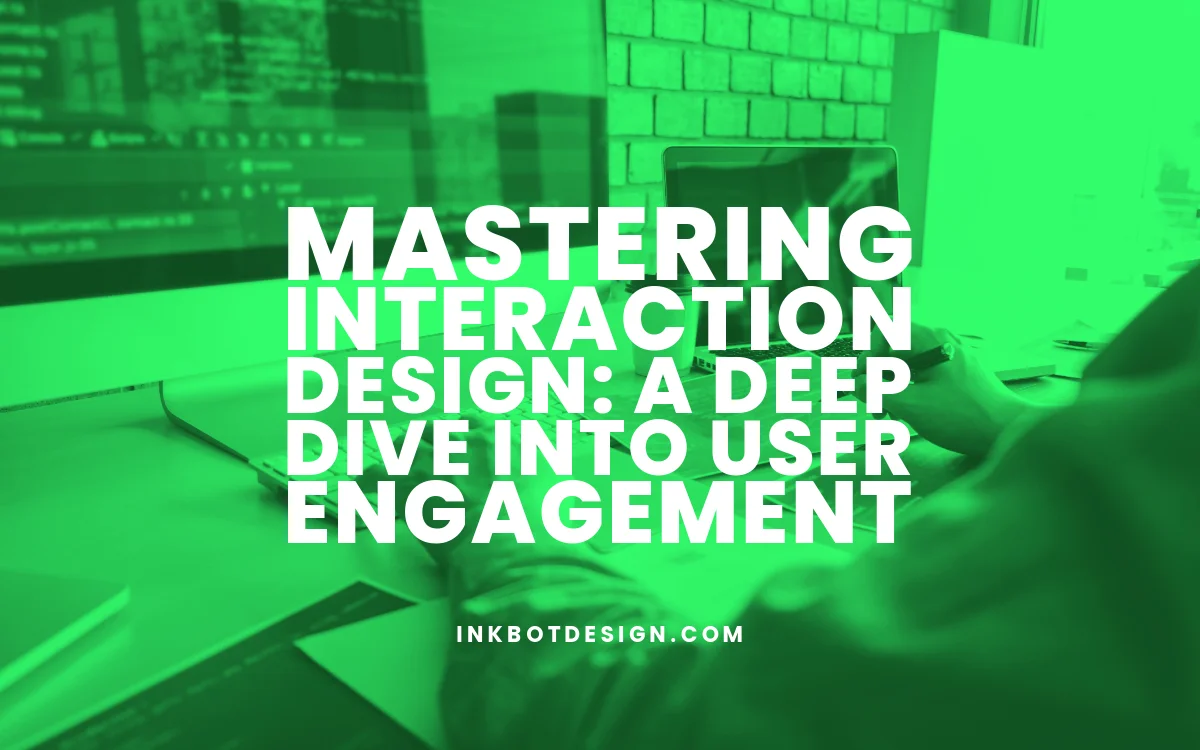 MASTERING
INTERACTION
DESIGN: A DEEP
DIVE INTO USER
ENGAGEMENT
INKBOTDESIGN.COM